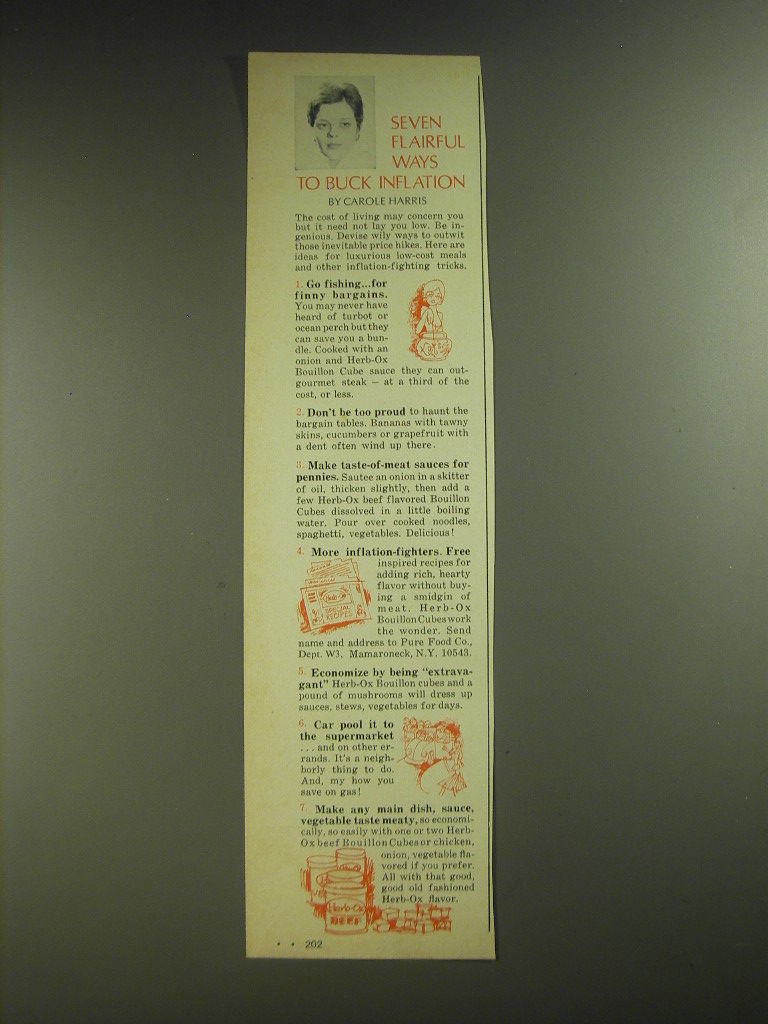 SEVEN
FLAIRFUL
WAYS
TO BUCK INFLATION
BY CAROLE HARRIS
The cost of living may concern you
but it need not lay you low. Be in-
genious. Devise wily ways to outwit
those inevitable price hikes. Here are
ideas for luxurious low-cost meals
and other inflation-fighting tricks.
1. Go fishing...for
finny bargains.
You may never have
heard of turbot or
ocean perch but they
can save you a bun-
dle. Cooked with an
onion and Herb-Ox
Bouillon Cube sauce they can out-
gourmet steak — at a third of the
cost, or less.
2. Don't be too proud to haunt the
bargain tables. Bananas with tawny
skins, cucumbers or grapefruit with
a dent often wind up there.
3. Make taste-of-meat sauces for
pennies. Sautee an onion in a skitter
of oil, thicken slightly, then add a
few Herb-Ox beef flavored Bouillon
Cubes dissolved in a little boiling
water. Pour over cooked noodles,
spaghetti, vegetables. Delicious!
4. More inflation-fighters. Free
inspired recipes for
adding rich, hearty
flavor without buy-
ing a smidgin of
meat. Herb-Ox
Bouillon Cubes work
the wonder. Send
name and address to Pure Food Co.,
Dept. W3, Mamaroneck, N.Y. 10543.
Herb-Ox
SPECIAL
RECIPES
5. Economize by being "extrava-
gant" Herb-Ox Bouillon cubes and a
pound of mushrooms will dress up
sauces, stews, vegetables for days.
6. Car pool it to
the supermarket
... and on other er-
rands. It's a neigh-
borly thing to do.
And, my how you
save on gas!
7. Make any main dish, sauce,
vegetable taste meaty, so economi-
cally, so easily with one or two Herb-
Ox beef Bouillon Cubes or chicken,
onion, vegetable fla-
vored if you prefer.
All with that good,
good old fashioned
Herb-Ox flavor.
Herb-Ox
BEEF
202